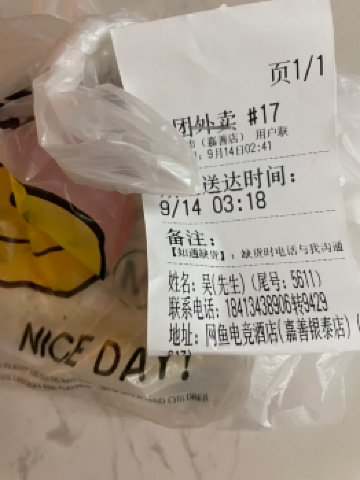 页1/1
团外卖 #17
市（嘉善店） 用户联
：9月14日02:41
送达时间：
9/14 03:18
备注：
【如遇缺货】：缺货时电话与我沟通
姓名：吴(先生)（尾号：5611）
联系电话：18413438906转9429
地址：网鱼电竞酒店(嘉善银泰店)（
NICE DAY!